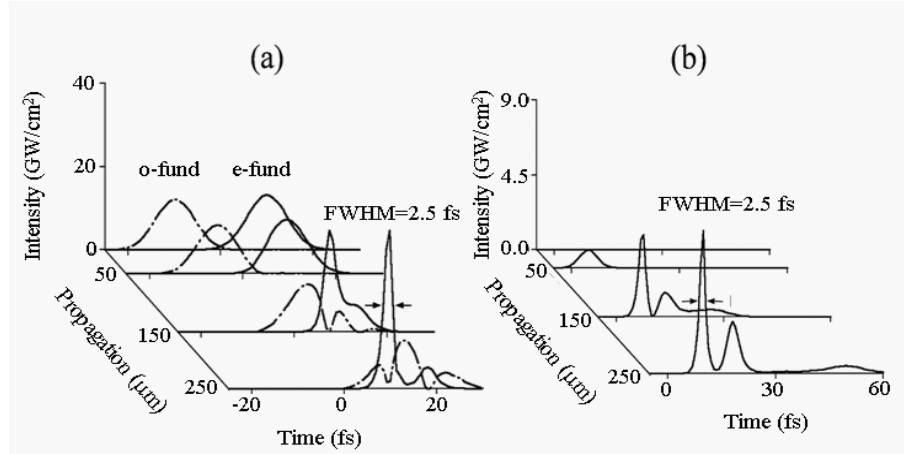 (a)
(b)
Intensity (GW/cm²)
40
20
0
o-fund
e-fund
FWHM=2.5 fs
50
150
250
Propagation (μm)
-20
0
20
Time (fs)
Intensity (GW/cm²)
9.0
4.5
0.0
FWHM=2.5 fs
50
150
250
Propagation (μm)
0
30
60
Time (fs)